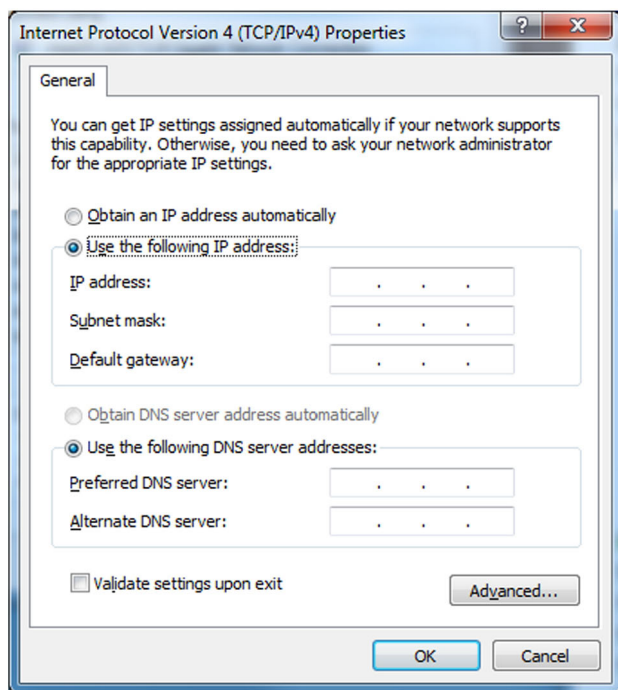 Internet Protocol Version 4 (TCP/IPv4) Properties
?
X
General
You can get IP settings assigned automatically if your network supports
this capability. Otherwise, you need to ask your network administrator
for the appropriate IP settings.
Obtain an IP address automatically
Use the following IP address:
IP address: . . .
Subnet mask: . . .
Default gateway: . . .
Obtain DNS server address automatically
Use the following DNS server addresses:
Preferred DNS server: . . .
Alternate DNS server: . . .
Validate settings upon exit
Advanced...
OK Cancel